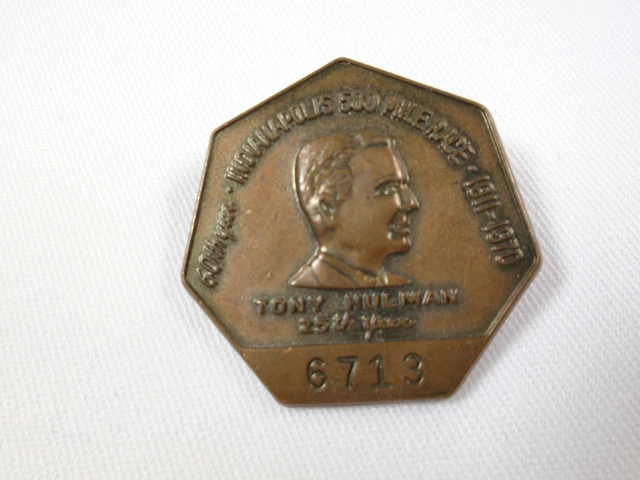 60th year • INDIANAPOLIS 500 MILE RACE • 1911-1970
TONY HULMAN
25th Year
6713